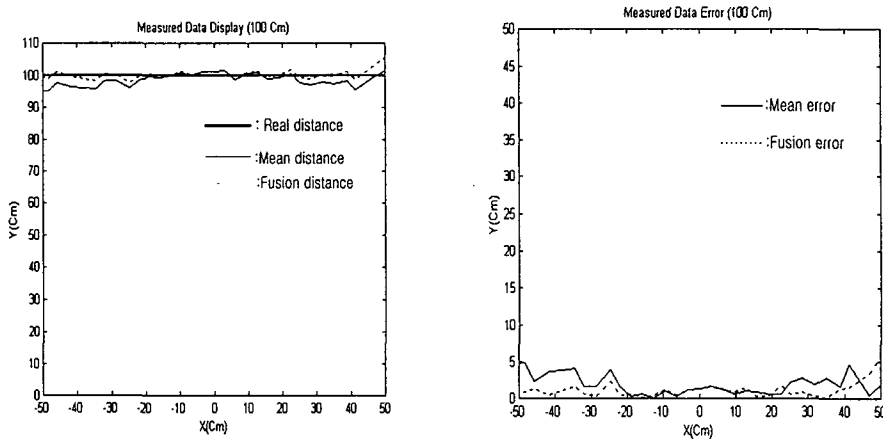 Measured Data Display (100 Cm)
110
100
90
80
70
60
50
40
30
20
10
0
Y(Cm)
: Real distance
:Mean distance
:Fusion distance
-50 -40 -30 -20 -10 0 10 20 30 40 50
X(Cm)
Measured Data Error (100 Cm)
50
45
40
35
30
25
20
15
10
5
0
Y(Cm)
:Mean error
:Fusion error
-50 -40 -30 -20 -10 0 10 20 30 40 50
X(Cm)